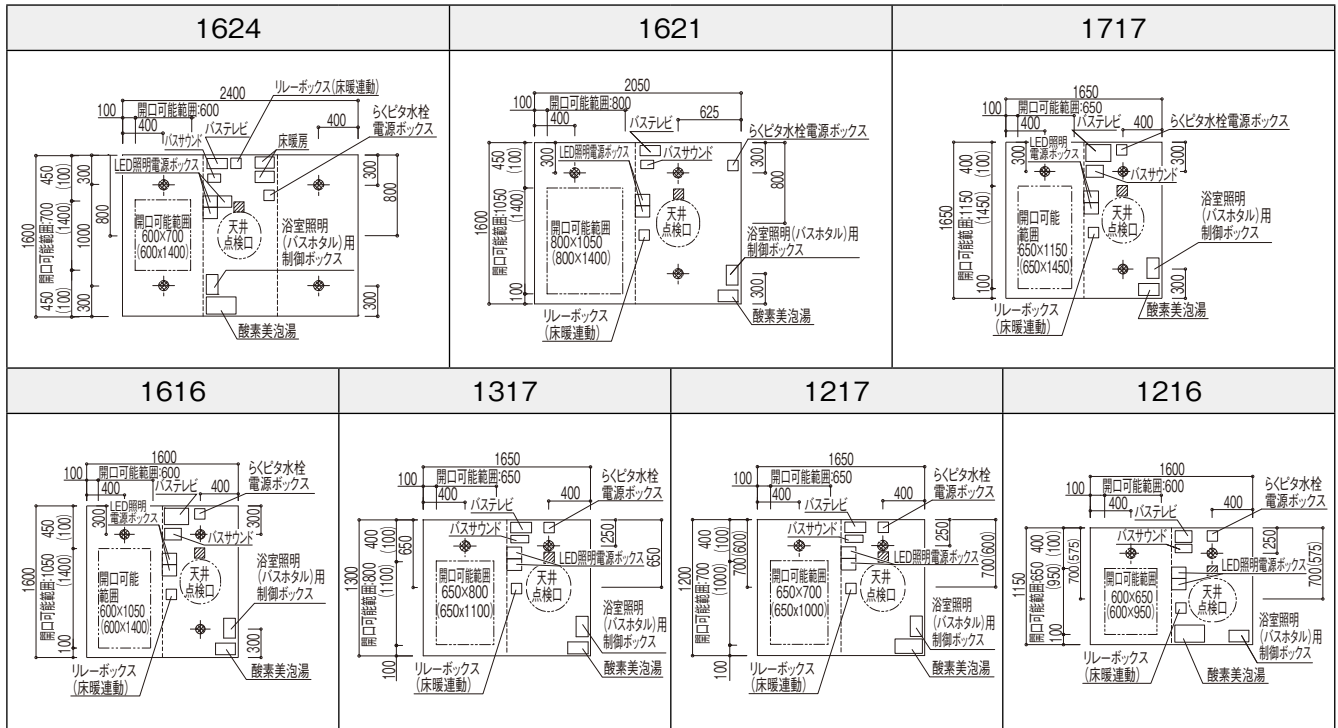 1624
2400
リレーボックス(床暖連動)
100
開口可能範囲:600
400
バステレビ
バスサウンド
床暖房
400
らくピタ水栓
電源ボックス
LED照明電源ボックス
1600
450
(100)
開口可能範囲:700
(1400)
450
(100)
800
300
1000
300
開口可能範囲
600×700
(600x1400)
天井
点検口
300
800
300
浴室照明
(バスホタル)用
制御ボックス
酸素美泡湯
1621
2050
100
開口可能範囲:800
400
バステレビ
625
らくピタ水栓電源ボックス
LED照明電源ボックス
バスサウンド
1600
450
(100)
開口可能範囲:1050
(1400)
100
300
開口可能範囲
800×1050
(800×1400)
天井
点検口
300
800
300
浴室照明(バスホタル)用
制御ボックス
リレーボックス
(床暖連動)
酸素美泡湯
1717
1650
100
開口可能範囲:650
400
バステレビ
400
らくピタ水栓電源ボックス
LED照明
電源ボックス
バスサウンド
1650
400
(100)
開口可能範囲:1150
(1450)
100
300
開口可能
範囲
650×1150
(650×1450)
天井
点検口
300
300
浴室照明
(バスホタル)用
制御ボックス
リレーボックス
(床暖連動)
酸素美泡湯
1616
1600
100
開口可能範囲:600
400
バステレビ
400
らくピタ水栓
電源ボックス
LED照明
電源ボックス
バスサウンド
1600
450
(100)
開口可能範囲:1050
(1400)
100
300
開口可能
範囲
600×1050
(600×1400)
天井
点検口
300
300
浴室照明
(バスホタル)用
制御ボックス
リレーボックス
(床暖連動)
酸素美泡湯
1317
1650
100
開口可能範囲:650
400
バステレビ
400
らくピタ水栓
電源ボックス
バスサウンド
LED照明電源ボックス
1300
400
(100)
開口可能範囲:800
(1100)
100
650
開口可能範囲
650×800
(650x1100)
天井
点検口
250
650
浴室照明
(バスホタル)用
制御ボックス
リレーボックス
(床暖連動)
酸素美泡湯
1217
1650
100
開口可能範囲:650
400
バステレビ
400
らくピタ水栓
電源ボックス
バスサウンド
LED照明電源ボックス
1200
400
(100)
開口可能範囲:700
(1000)
100
700(600)
開口可能範囲
650×700
(650x1000)
天井
点検口
250
700(600)
浴室照明
(バスホタル)用
制御ボックス
リレーボックス
(床暖連動)
酸素美泡湯
1216
1600
100
開口可能範囲:600
400
バステレビ
400
らくピタ水栓
電源ボックス
バスサウンド
LED照明電源ボックス
1150
400
(100)
開口可能範囲:650
(950)
100
700(575)
開口可能範囲
600×650
(600×950)
天井
点検口
250
700(575)
浴室照明
(バスホタル)用
制御ボックス
リレーボックス
(床暖連動)
酸素美泡湯